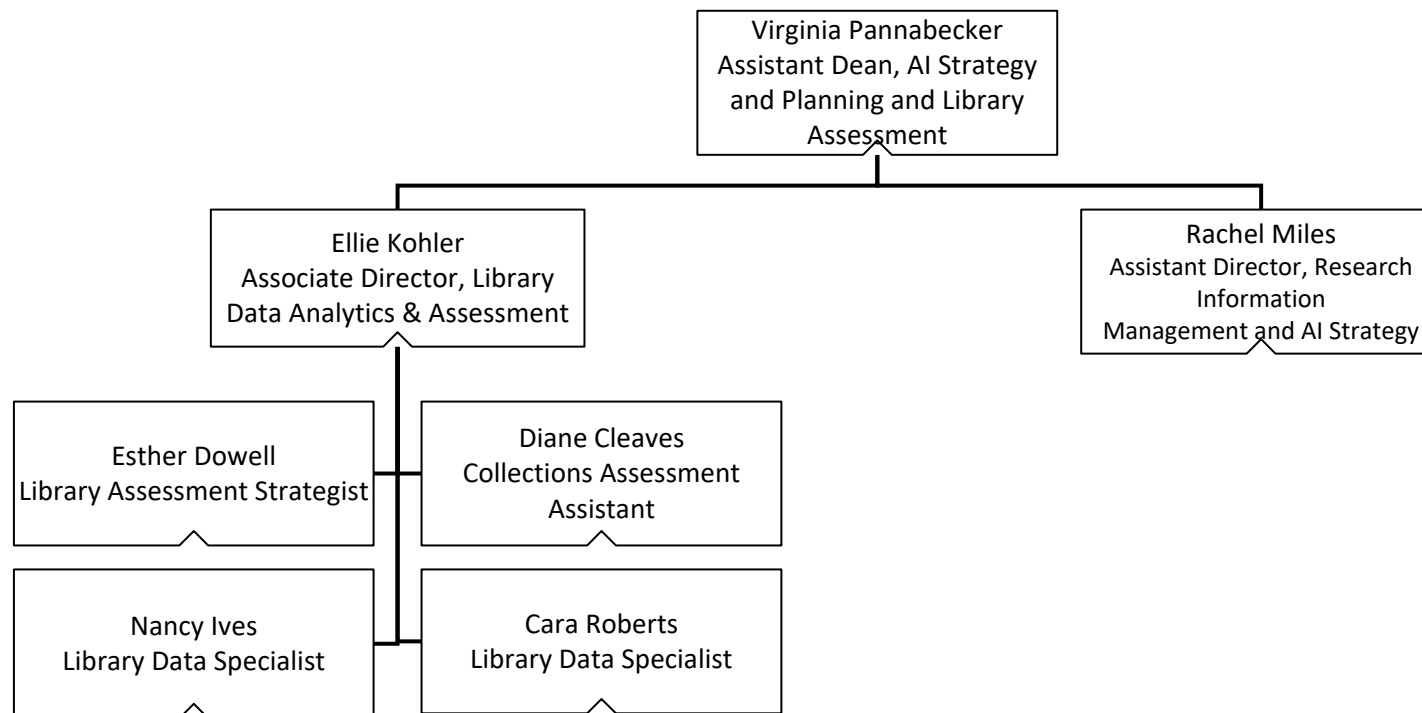 Virginia Pannabecker
Assistant Dean, AI Strategy
and Planning and Library
Assessment
Ellie Kohler
Associate Director, Library
Data Analytics & Assessment
Rachel Miles
Assistant Director, Research
Information
Management and AI Strategy
Esther Dowell
Library Assessment Strategist
Diane Cleaves
Collections Assessment
Assistant
Nancy Ives
Library Data Specialist
Cara Roberts
Library Data Specialist